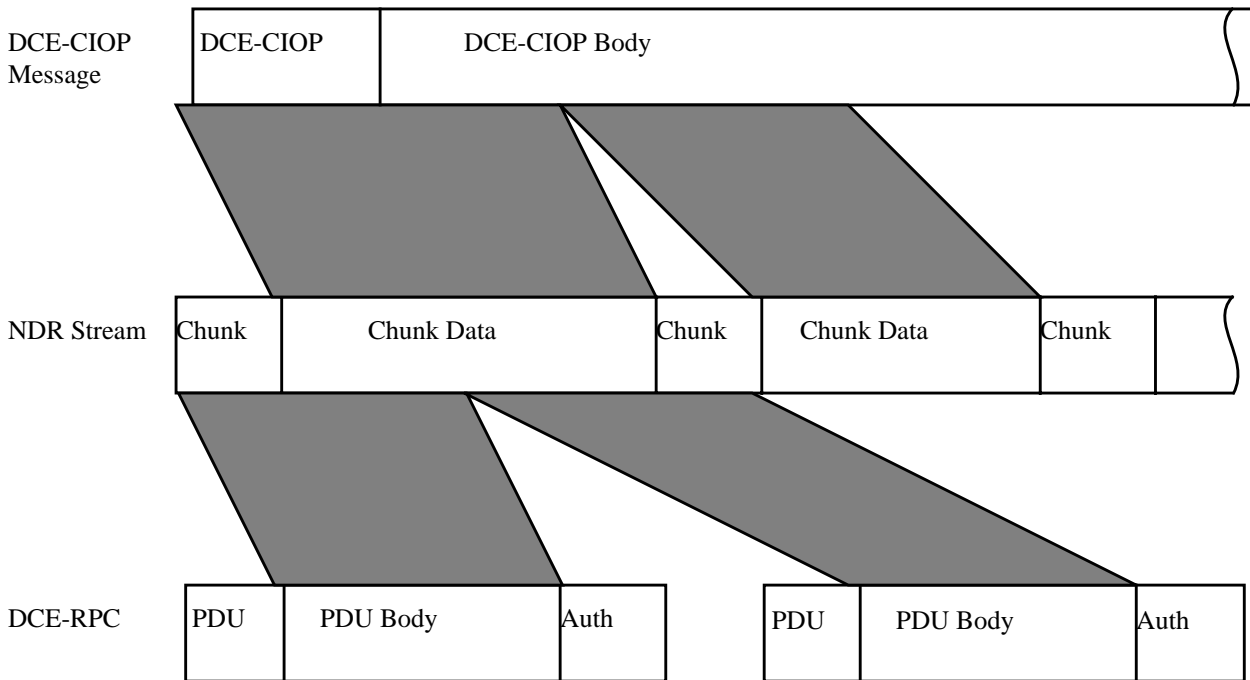 DCE-CIOP DCE-CIOP DCE-CIOP Body
Message
NDR Stream Chunk Chunk Data Chunk Chunk Data Chunk
DCE-RPC PDU PDU Body Auth PDU PDU Body Auth